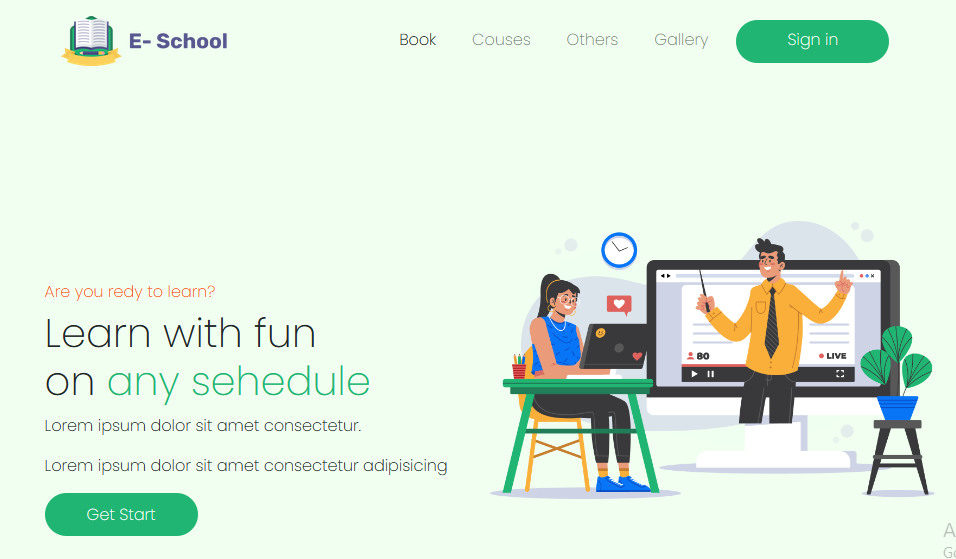 E- School
Book Couses Others Gallery Sign in
Are you redy to learn?
Learn with fun
on any sehedule
Lorem ipsum dolor sit amet consectetur.
Lorem ipsum dolor sit amet consectetur adipisicing
Get Start
80
LIVE